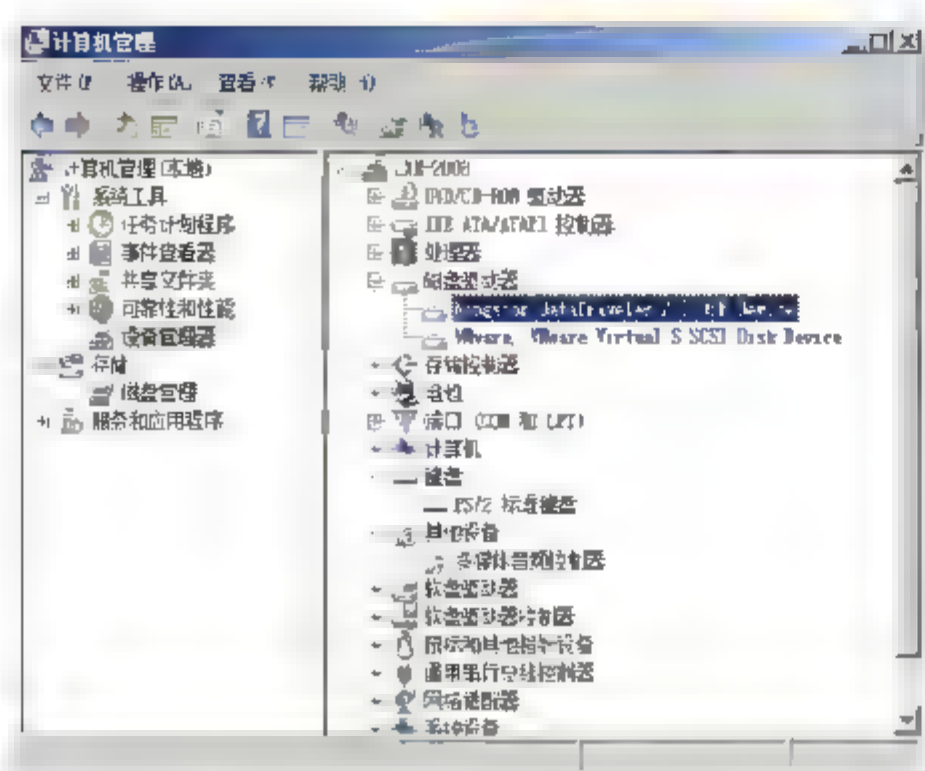 计算机管理
文件 操作 查看 帮助
计算机管理(本地)
系统工具
任务计划程序
事件查看器
共享文件夹
可靠性和性能
设备管理器
存储
磁盘管理
服务和应用程序
DVD/CD-ROM 驱动器
IDE ATA/ATAPI 控制器
处理器
磁盘驱动器
Kingston DataTraveler Device
VMware, VMware Virtual S SCSI Disk Device
存储控制器
端口 (COM 和 LPT)
计算机
键盘
PS/2 标准键盘
其他设备
多媒体音频控制器
软盘驱动器
软盘驱动器控制器
鼠标和其他指针设备
通用串行总线控制器
网络适配器
系统设备